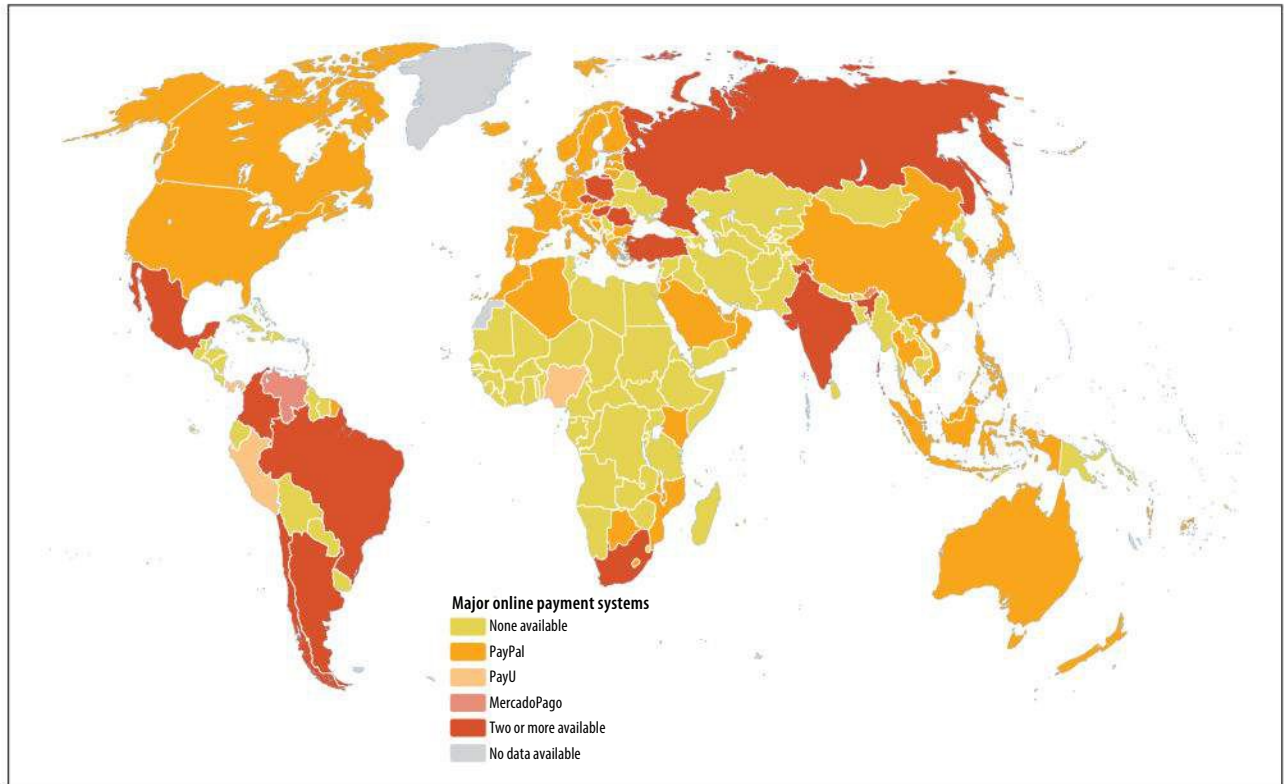 Major online payment systems
None available
PayPal
PayU
MercadoPago
Two or more available
No data available